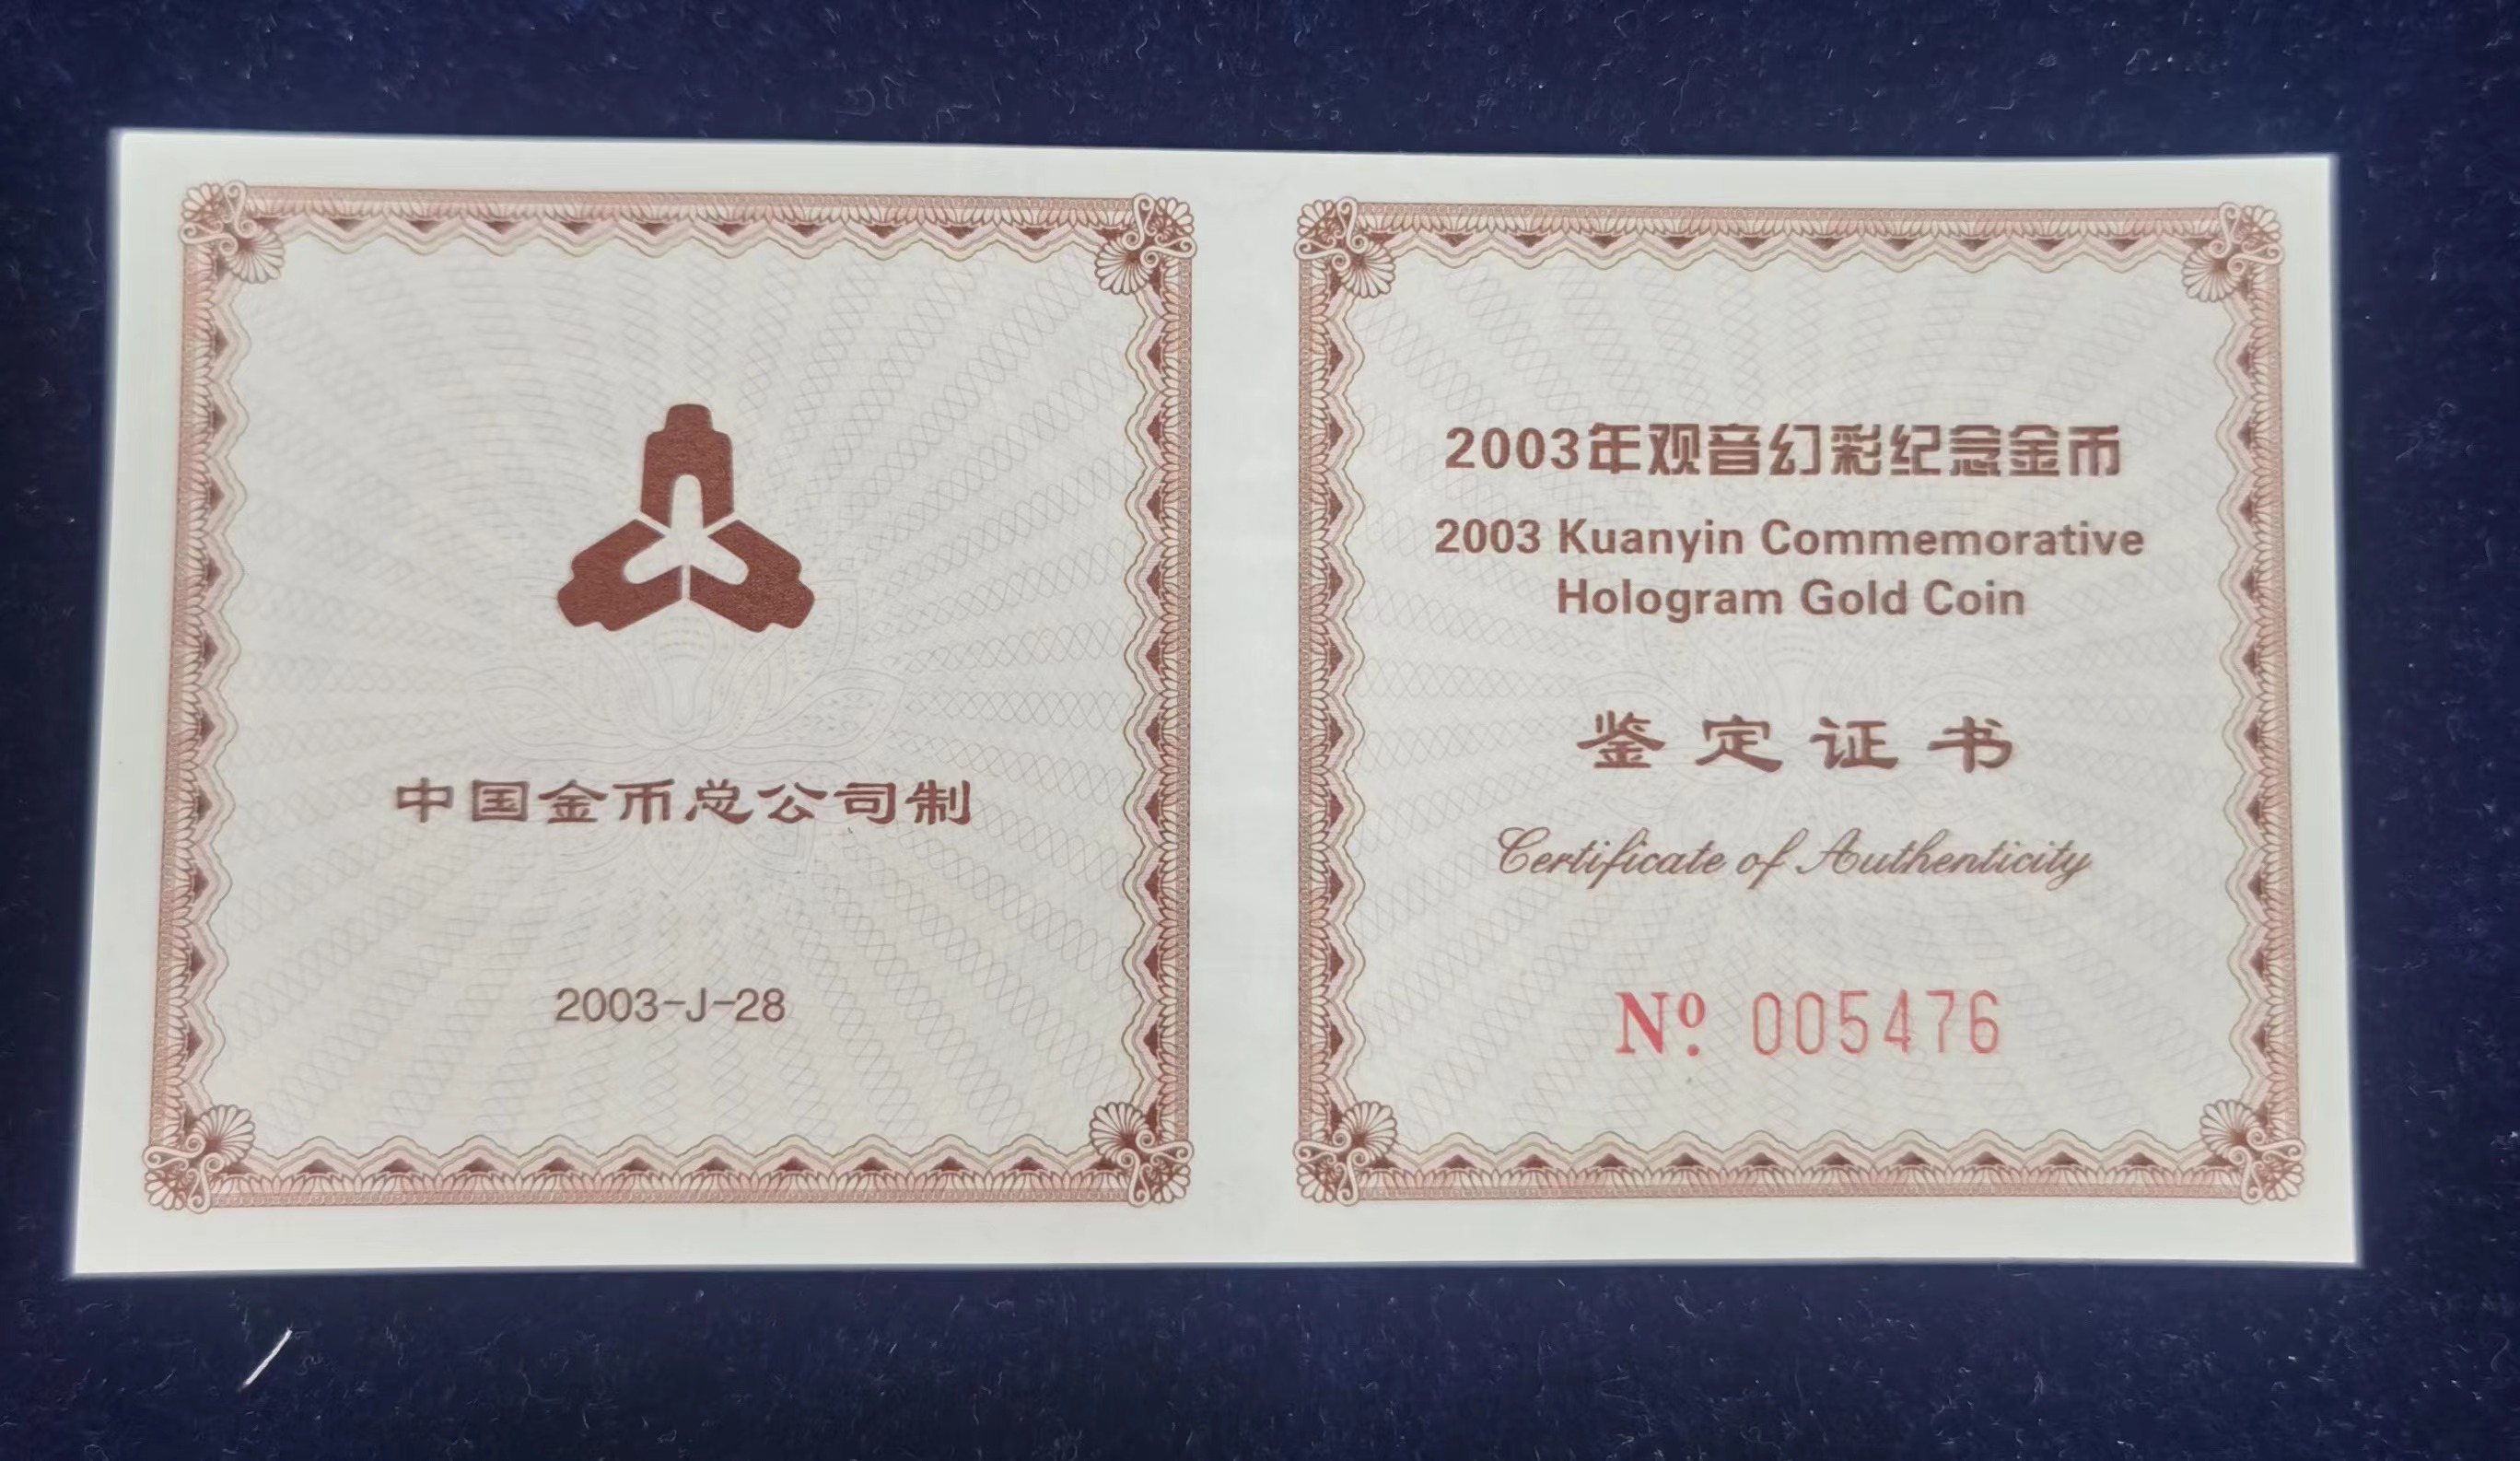 中国金币总公司制
2003-J-28
2003年观音幻彩纪念金币
2003 Kuanyin Commemorative
Hologram Gold Coin
鉴定证书
Certificate of Authenticity
Nº. 005476